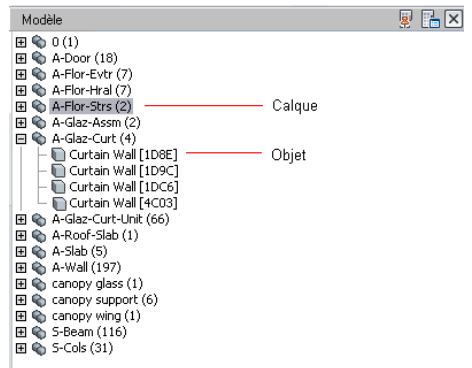 Modèle
0 (1)
A-Door (18)
A-Flor-Evtr (7)
A-Flor-Hral (7)
A-Flor-Strs (2) Calque
A-Glaz-Assm (2)
A-Glaz-Curt (4)
Curtain Wall [1D8E] Objet
Curtain Wall [1D9C]
Curtain Wall [1DC6]
Curtain Wall [4C03]
A-Glaz-Curt-Unit (66)
A-Roof-Slab (1)
A-Slab (5)
A-Wall (197)
canopy glass (1)
canopy support (6)
canopy wing (1)
S-Beam (116)
S-Cols (31)